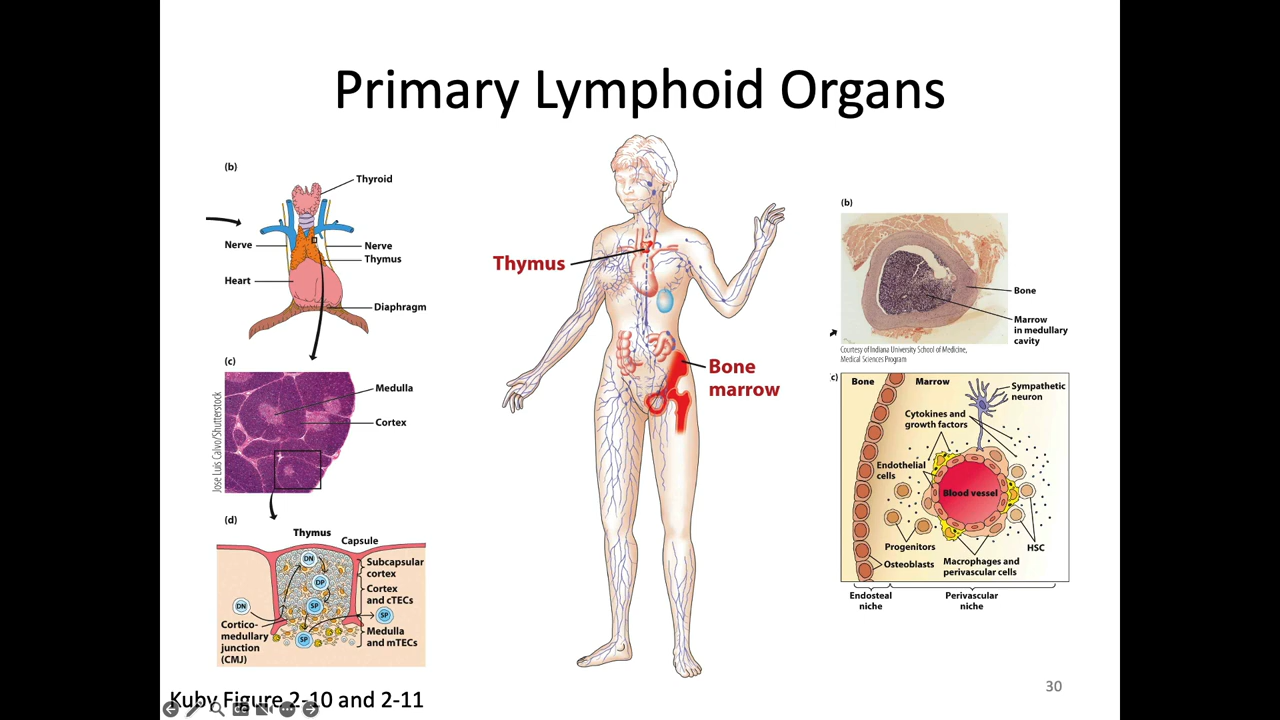 Primary Lymphoid Organs
(b)
Thyroid
Nerve
Nerve
Thymus
Heart
Diaphragm
(c)
Medulla
Cortex
Jose Luis Calvo/Shutterstock
(d)
Thymus
Capsule
DN
DP
SP
SP
DN
SP
Subcapsular
cortex
Cortex
and cTECs
Medulla
and mTECs
Cortico-
medullary
junction
(CMJ)
Kuby Figure 2-10 and 2-11
Thymus
Bone
marrow
(b)
Bone
Marrow
in medullary
cavity
Courtesy of Indiana University School of Medicine,
Medical Sciences Program
(c)
Bone
Marrow
Sympathetic
neuron
Cytokines and
growth factors
Endothelial
cells
Blood vessel
Progenitors
HSC
Osteoblasts
Macrophages and
perivascular cells
Endosteal
niche
Perivascular
niche
30